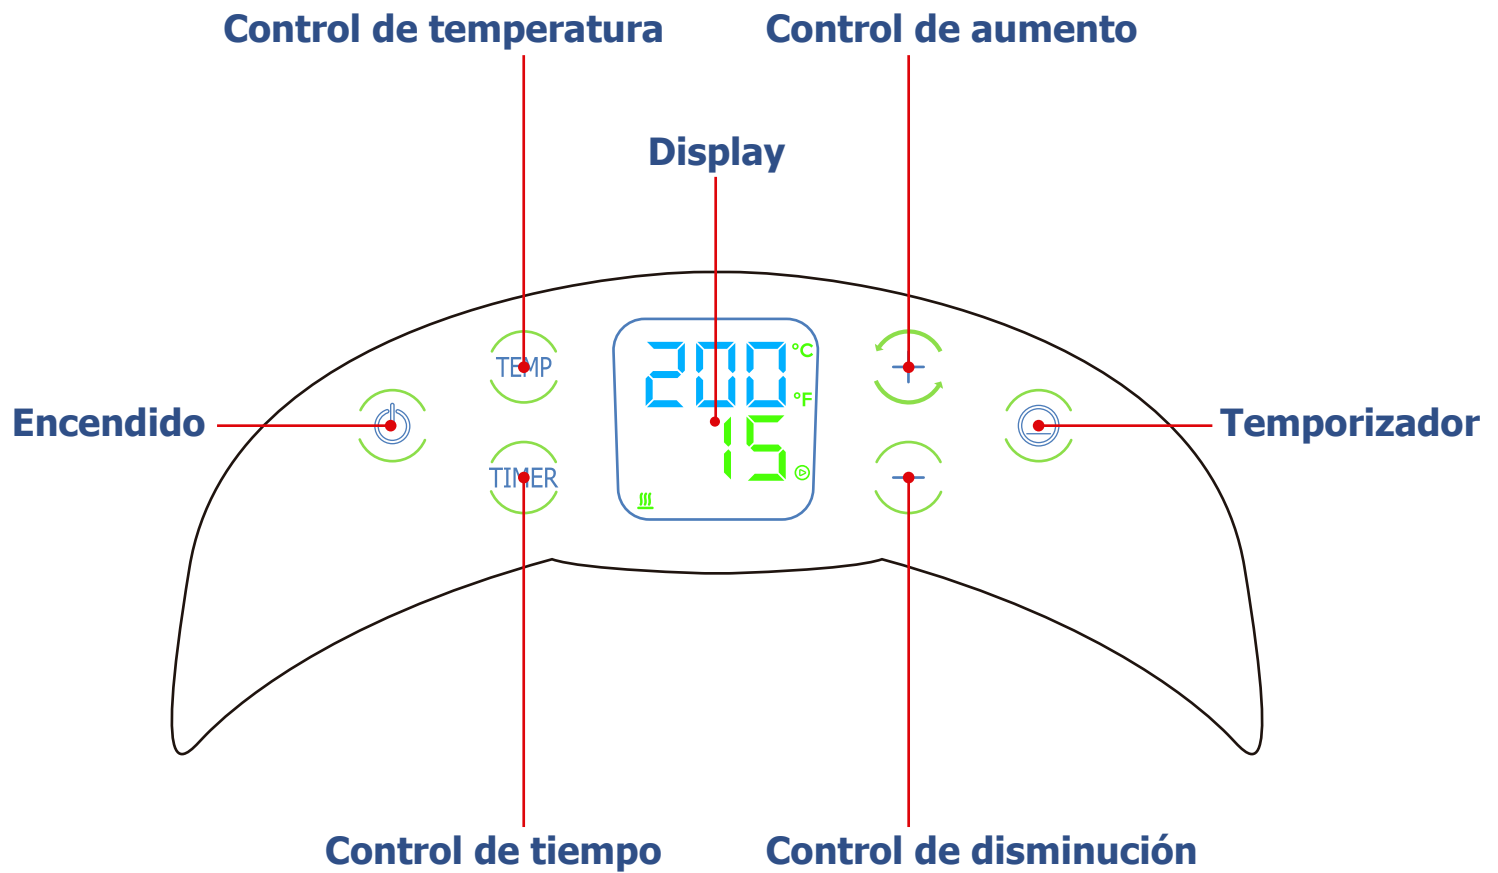 Control de temperatura
Control de aumento
Display
TEMP
200
°C
°F
Encendido
Temporizador
15
TIMER
Control de tiempo
Control de disminución